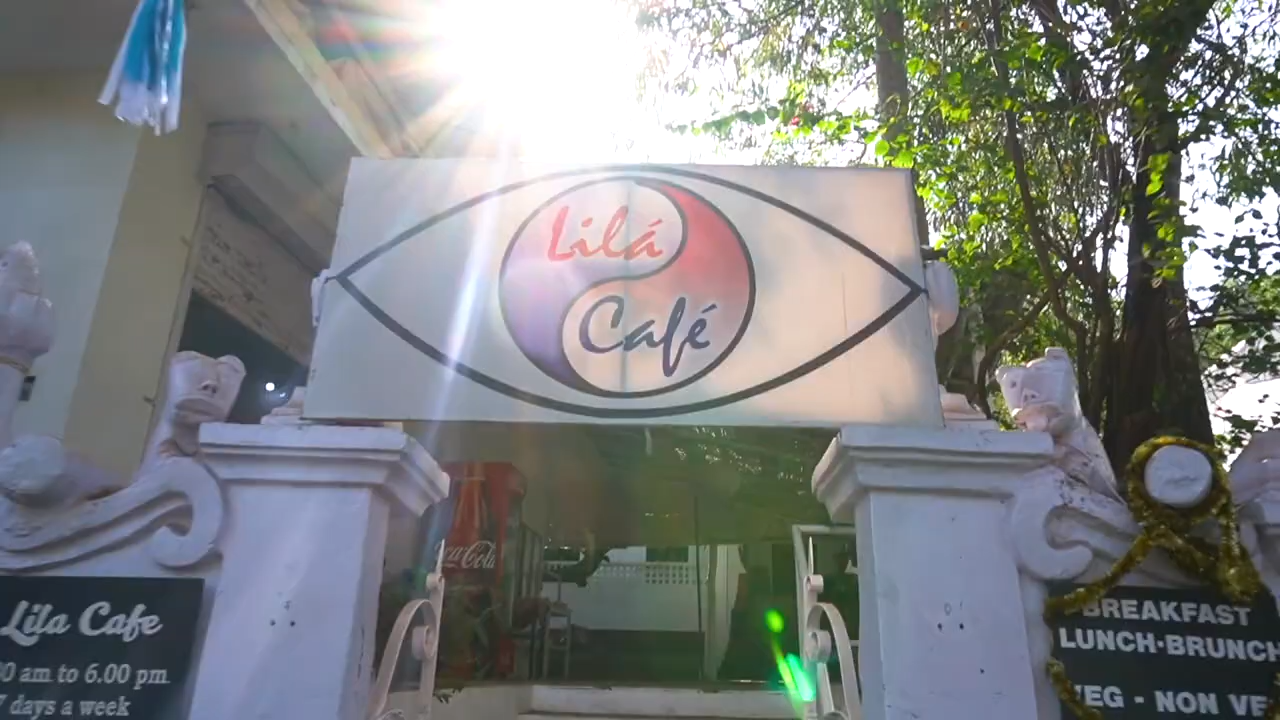 Lilá
Café
Coca-Cola
Lila Cafe
0 am to 6.00 pm
7 days a week
BREAKFAST
LUNCH·BRUNCH
VEG - NON VE